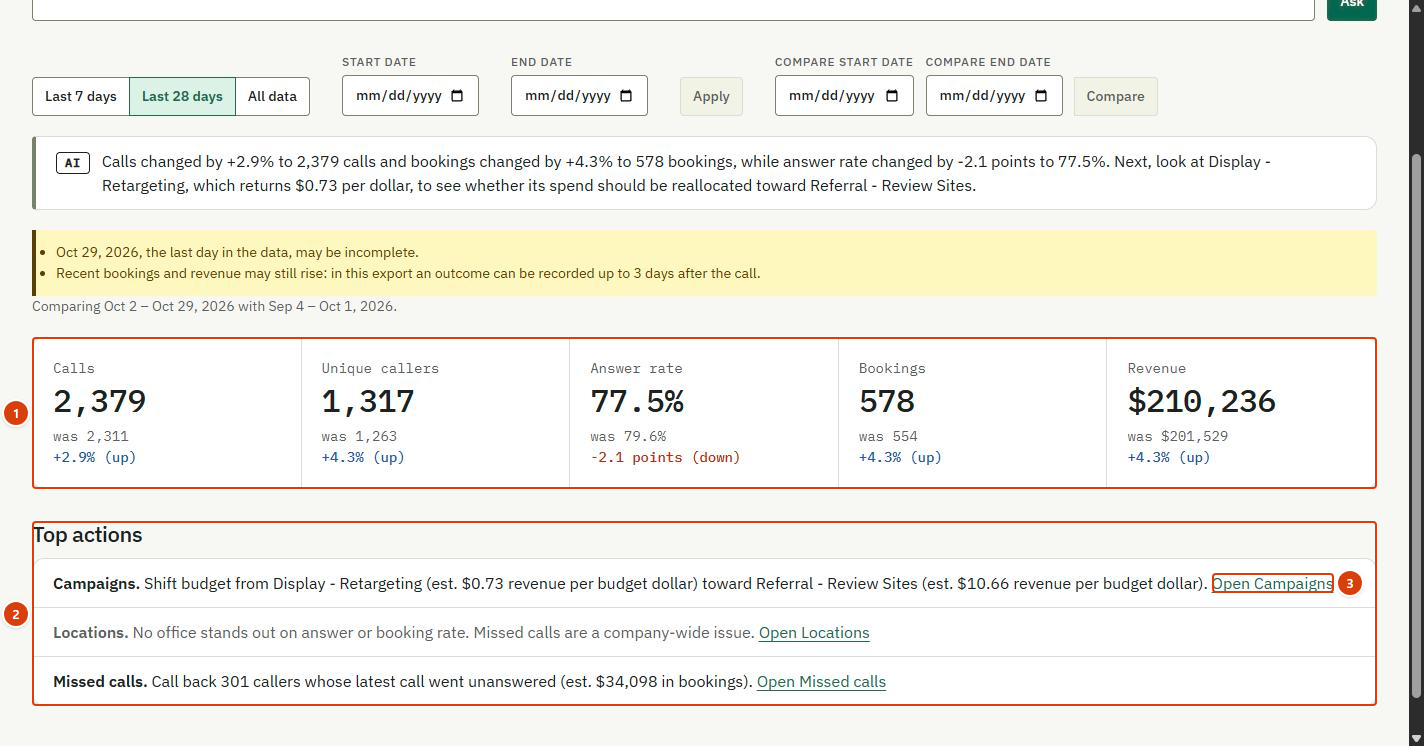 Ask
START DATE
END DATE
COMPARE START DATE
COMPARE END DATE
Last 7 days
Last 28 days
All data
mm/dd/yyyy
mm/dd/yyyy
Apply
mm/dd/yyyy
mm/dd/yyyy
Compare
AI
Calls changed by +2.9% to 2,379 calls and bookings changed by +4.3% to 578 bookings, while answer rate changed by -2.1 points to 77.5%. Next, look at Display -
Retargeting, which returns $0.73 per dollar, to see whether its spend should be reallocated toward Referral - Review Sites.
• Oct 29, 2026, the last day in the data, may be incomplete.
• Recent bookings and revenue may still rise: in this export an outcome can be recorded up to 3 days after the call.
Comparing Oct 2 – Oct 29, 2026 with Sep 4 – Oct 1, 2026.
1
Calls
2,379
was 2,311
+2.9% (up)
Unique callers
1,317
was 1,263
+4.3% (up)
Answer rate
77.5%
was 79.6%
-2.1 points (down)
Bookings
578
was 554
+4.3% (up)
Revenue
$210,236
was $201,529
+4.3% (up)
2
Top actions
Campaigns. Shift budget from Display - Retargeting (est. $0.73 revenue per budget dollar) toward Referral - Review Sites (est. $10.66 revenue per budget dollar). Open Campaigns 3
Locations. No office stands out on answer or booking rate. Missed calls are a company-wide issue. Open Locations
Missed calls. Call back 301 callers whose latest call went unanswered (est. $34,098 in bookings). Open Missed calls